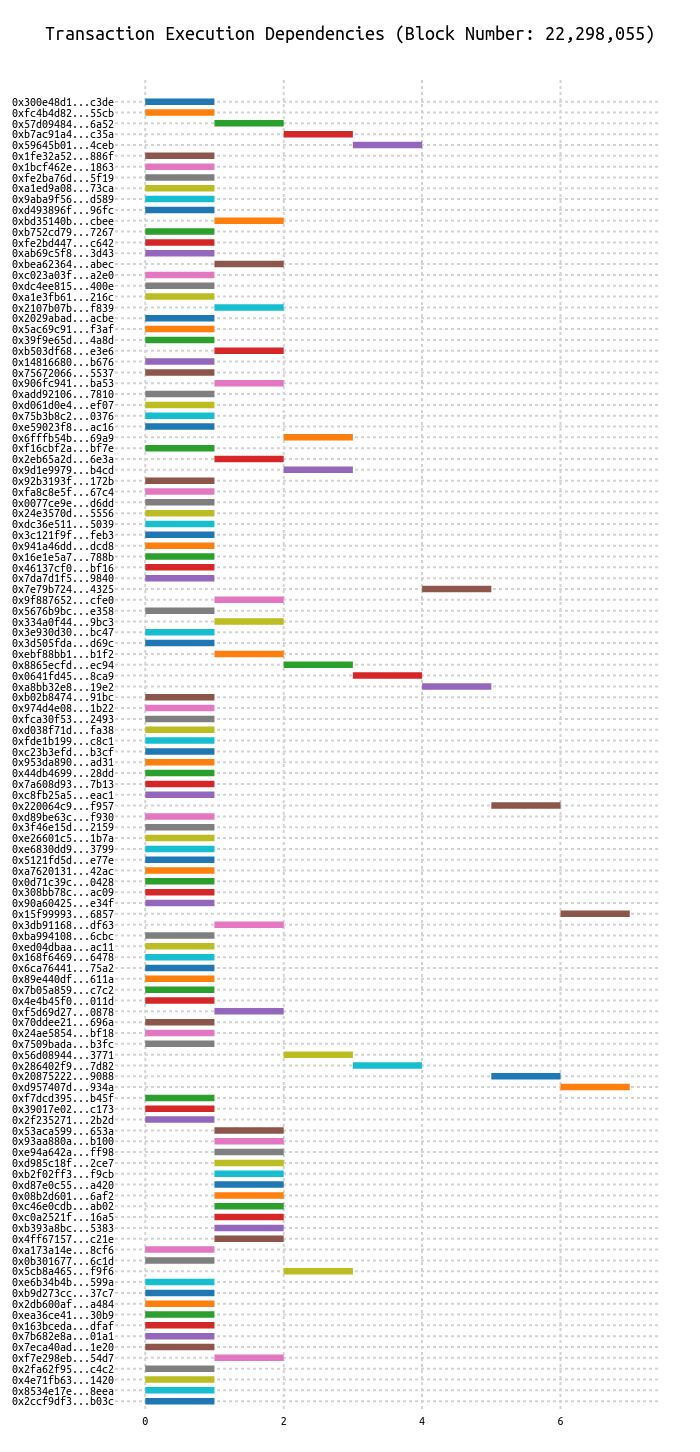 Transaction Execution Dependencies (Block Number: 22,298,055)
0x300e48d1...c3de
0xfc4b4d82...55cb
0x57d09484...6a52
0xb7ac91a4...c35a
0x59645b01...4ceb
0x1fe32a52...886f
0x1bcf462e...1863
0xfe2ba76d...5f19
0xa1ed9a08...73ca
0x9aba9f56...d589
0xd493896f...96fc
0xbd35140b...cbee
0xb752cd79...7267
0xfe2bd447...c642
0xab69c5f8...3d43
0xbea62364...abec
0xc023a03f...a2e0
0xdc4ee815...400e
0xa1e3fb61...216c
0x2107b07b...f839
0x2029abad...acbe
0x5ac69c91...f3af
0x39f9e65d...4a8d
0xb503df68...e3e6
0x14816680...b676
0x75672066...5537
0x906fc941...ba53
0xadd92106...7810
0xd061d0e4...ef07
0x75b3b8c2...0376
0xe59023f8...ac16
0x6fffb54b...69a9
0xf16cbf2a...bf7e
0x2eb65a2d...6e3a
0x9d1e9979...b4cd
0x92b3193f...172b
0xfa8c8e5f...67c4
0x0077ce9e...d6dd
0x24e3570d...5556
0xdc36e511...5039
0x3c121f9f...feb3
0x941a46dd...dcd8
0x16e1e5a7...788b
0x46137cf0...bf16
0x7da7d1f5...9840
0x7e79b724...4325
0x9f887652...cfe0
0x5676b9bc...e358
0x334a0f44...9bc3
0x3e930d30...bc47
0x3d505fda...d69c
0xebf88bb1...b1f2
0x8865ecfd...ec94
0x0641fd45...8ca9
0xa8bb32e8...19e2
0xb02b8474...91bc
0x974d4e08...1b22
0xfca30f53...2493
0xd038f71d...fa38
0xfde1b199...c8c1
0xc23b3efd...b3cf
0x953da890...ad31
0x44db4699...28dd
0x7a608d93...7b13
0xc8fb25a5...eac1
0x220064c9...f957
0xd89be63c...f930
0x3f46e15d...2159
0xe26601c5...1b7a
0xe6830dd9...3799
0x5121fd5d...e77e
0xa7620131...42ac
0x0d71c39c...0428
0x308bb78c...ac09
0x90a60425...e34f
0x15f99993...6857
0x3db91168...df63
0xba994108...6cbc
0xed04dbaa...ac11
0x168f6469...6478
0x6ca76441...75a2
0x89e440df...611a
0x7b05a859...c7c2
0x4e4b45f0...011d
0xf5d69d27...0878
0x70ddee21...696a
0x24ae5854...bf18
0x7509bada...b3fc
0x56d08944...3771
0x286402f9...7d82
0x20875222...9088
0xd957407d...934a
0xf7dcd395...b45f
0x39017e02...c173
0x2f235271...2b2d
0x53aca599...653a
0x93aa880a...b100
0xe94a642a...ff98
0xd985c18f...2ce7
0xb2f02ff3...f9cb
0xd87e0c55...a420
0x08b2d601...6af2
0xc46e0cdb...ab02
0xc0a2521f...16a5
0xb393a8bc...5383
0x4ff67157...c21e
0xa173a14e...8cf6
0x0b301677...6c1d
0x5cb8a465...f9f6
0xe6b34b4b...599a
0xb9d273cc...37c7
0x2db600af...a484
0xea36ce41...30b9
0x163bceda...dfaf
0x7b682e8a...01a1
0x7eca40ad...1e20
0xf7e298eb...54d7
0x2fa62f95...c4c2
0x4e71fb63...1420
0x8534e17e...8eea
0x2ccf9df3...b03c
0 2 4 6